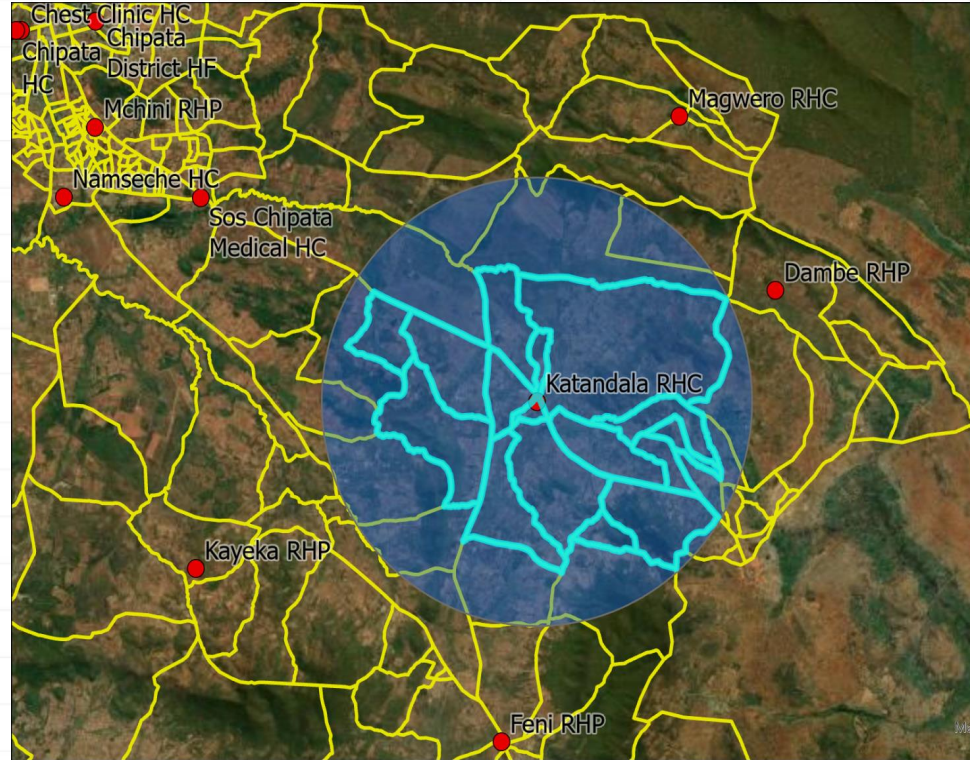 Chest Clinic HC
Chipata
District HF
Chipata
HC
Mchini RHP
Magwero RHC
Namseche HC
Sos Chipata
Medical HC
Dambe RHP
Katandala RHC
Kayeka RHP
Feni RHP